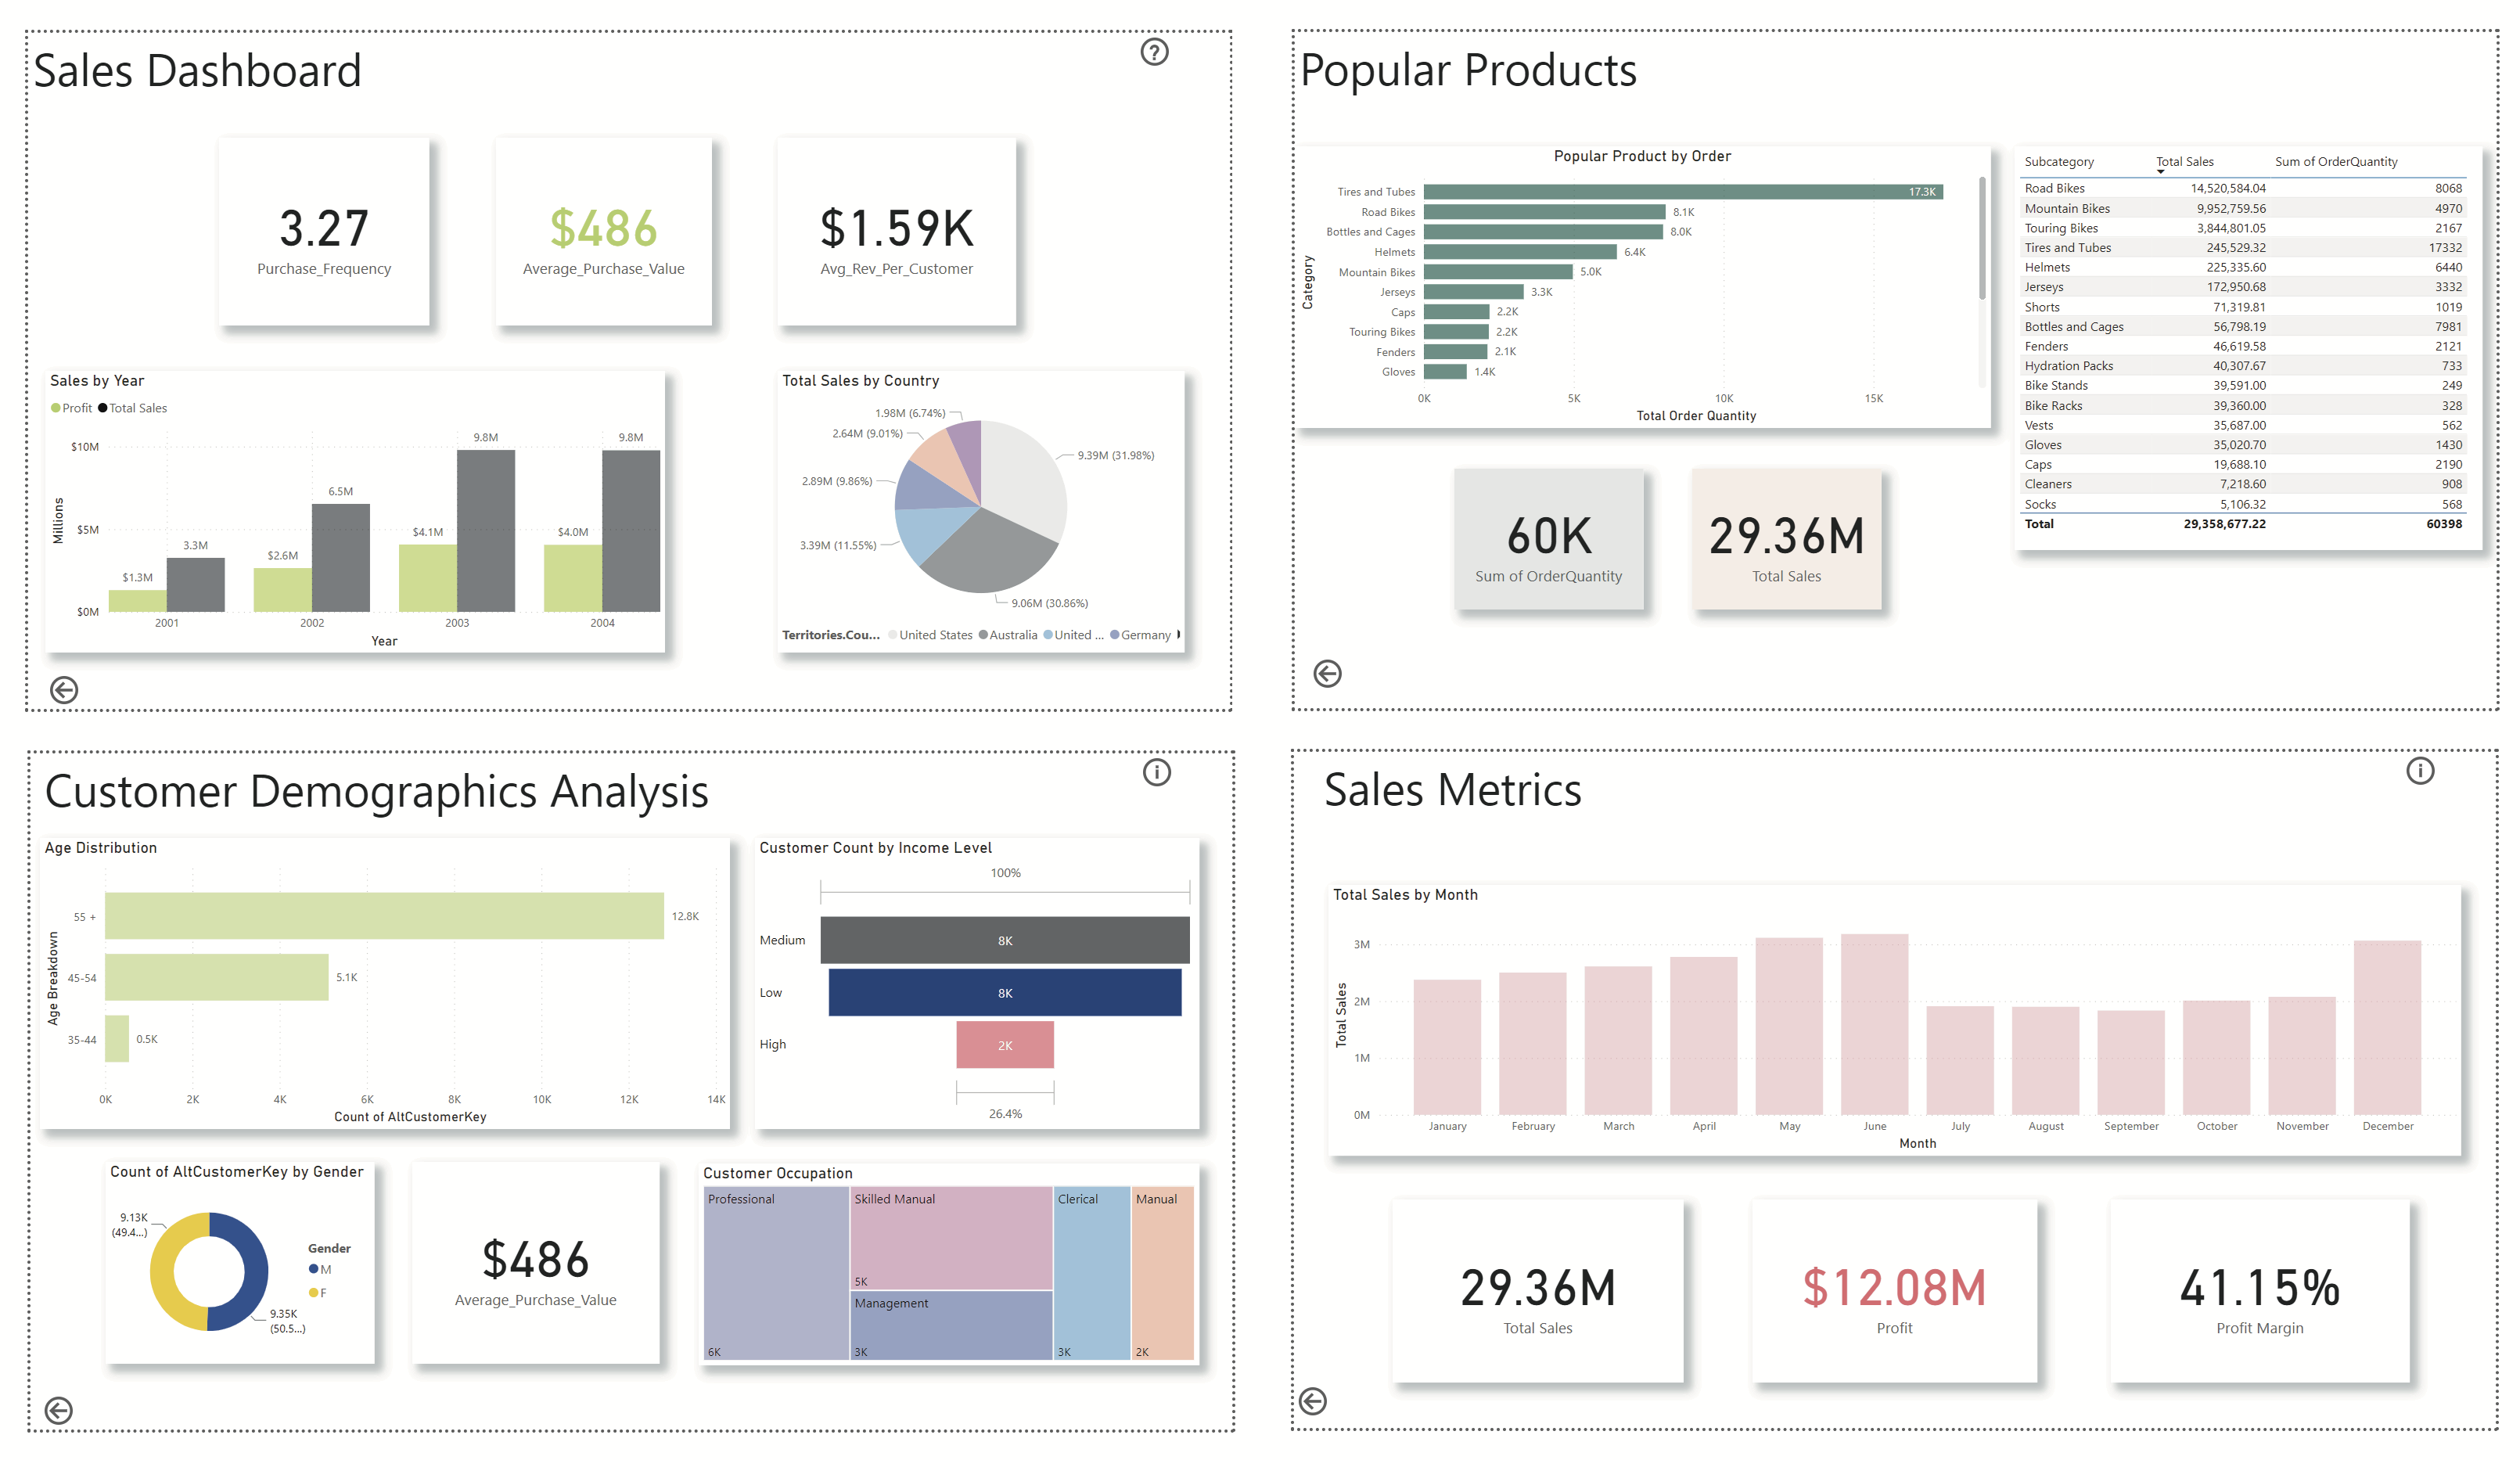 Sales Dashboard
?
3.27
Purchase_Frequency
$486
Average_Purchase_Value
$1.59K
Avg_Rev_Per_Customer
Sales by Year
Profit Total Sales
Millions
$10M
$5M
$0M
$1.3M
3.3M
$2.6M
6.5M
$4.1M
9.8M
$4.0M
9.8M
2001 2002 2003 2004
Year
Total Sales by Country
1.98M (6.74%)
2.64M (9.01%)
2.89M (9.86%)
3.39M (11.55%)
9.39M (31.98%)
9.06M (30.86%)
Territories.Cou... United States Australia United ... Germany
Popular Products
Popular Product by Order
Category
Tires and Tubes 17.3K
Road Bikes 8.1K
Bottles and Cages 8.0K
Helmets 6.4K
Mountain Bikes 5.0K
Jerseys 3.3K
Caps 2.2K
Touring Bikes 2.2K
Fenders 2.1K
Gloves 1.4K
0K 5K 10K 15K
Total Order Quantity
60K
Sum of OrderQuantity
29.36M
Total Sales
Subcategory Total Sales Sum of OrderQuantity
Road Bikes 14,520,584.04 8068
Mountain Bikes 9,952,759.56 4970
Touring Bikes 3,844,801.05 2167
Tires and Tubes 245,529.32 17332
Helmets 225,335.60 6440
Jerseys 172,950.68 3332
Shorts 71,319.81 1019
Bottles and Cages 56,798.19 7981
Fenders 46,619.58 2121
Hydration Packs 40,307.67 733
Bike Stands 39,591.00 249
Bike Racks 39,360.00 328
Vests 35,687.00 562
Gloves 35,020.70 1430
Caps 19,688.10 2190
Cleaners 7,218.60 908
Socks 5,106.32 568
Total 29,358,677.22 60398
Customer Demographics Analysis
i
Age Distribution
Age Breakdown
55 + 12.8K
45-54 5.1K
35-44 0.5K
0K 2K 4K 6K 8K 10K 12K 14K
Count of AltCustomerKey
Customer Count by Income Level
100%
Medium 8K
Low 8K
High 2K
26.4%
Count of AltCustomerKey by Gender
9.13K
(49.4...)
9.35K
(50.5...)
Gender
M
F
$486
Average_Purchase_Value
Customer Occupation
Professional
6K
Skilled Manual
5K
Management
3K
Clerical
3K
Manual
2K
Sales Metrics
i
Total Sales by Month
Total Sales
3M
2M
1M
0M
January February March April May June July August September October November December
Month
29.36M
Total Sales
$12.08M
Profit
41.15%
Profit Margin